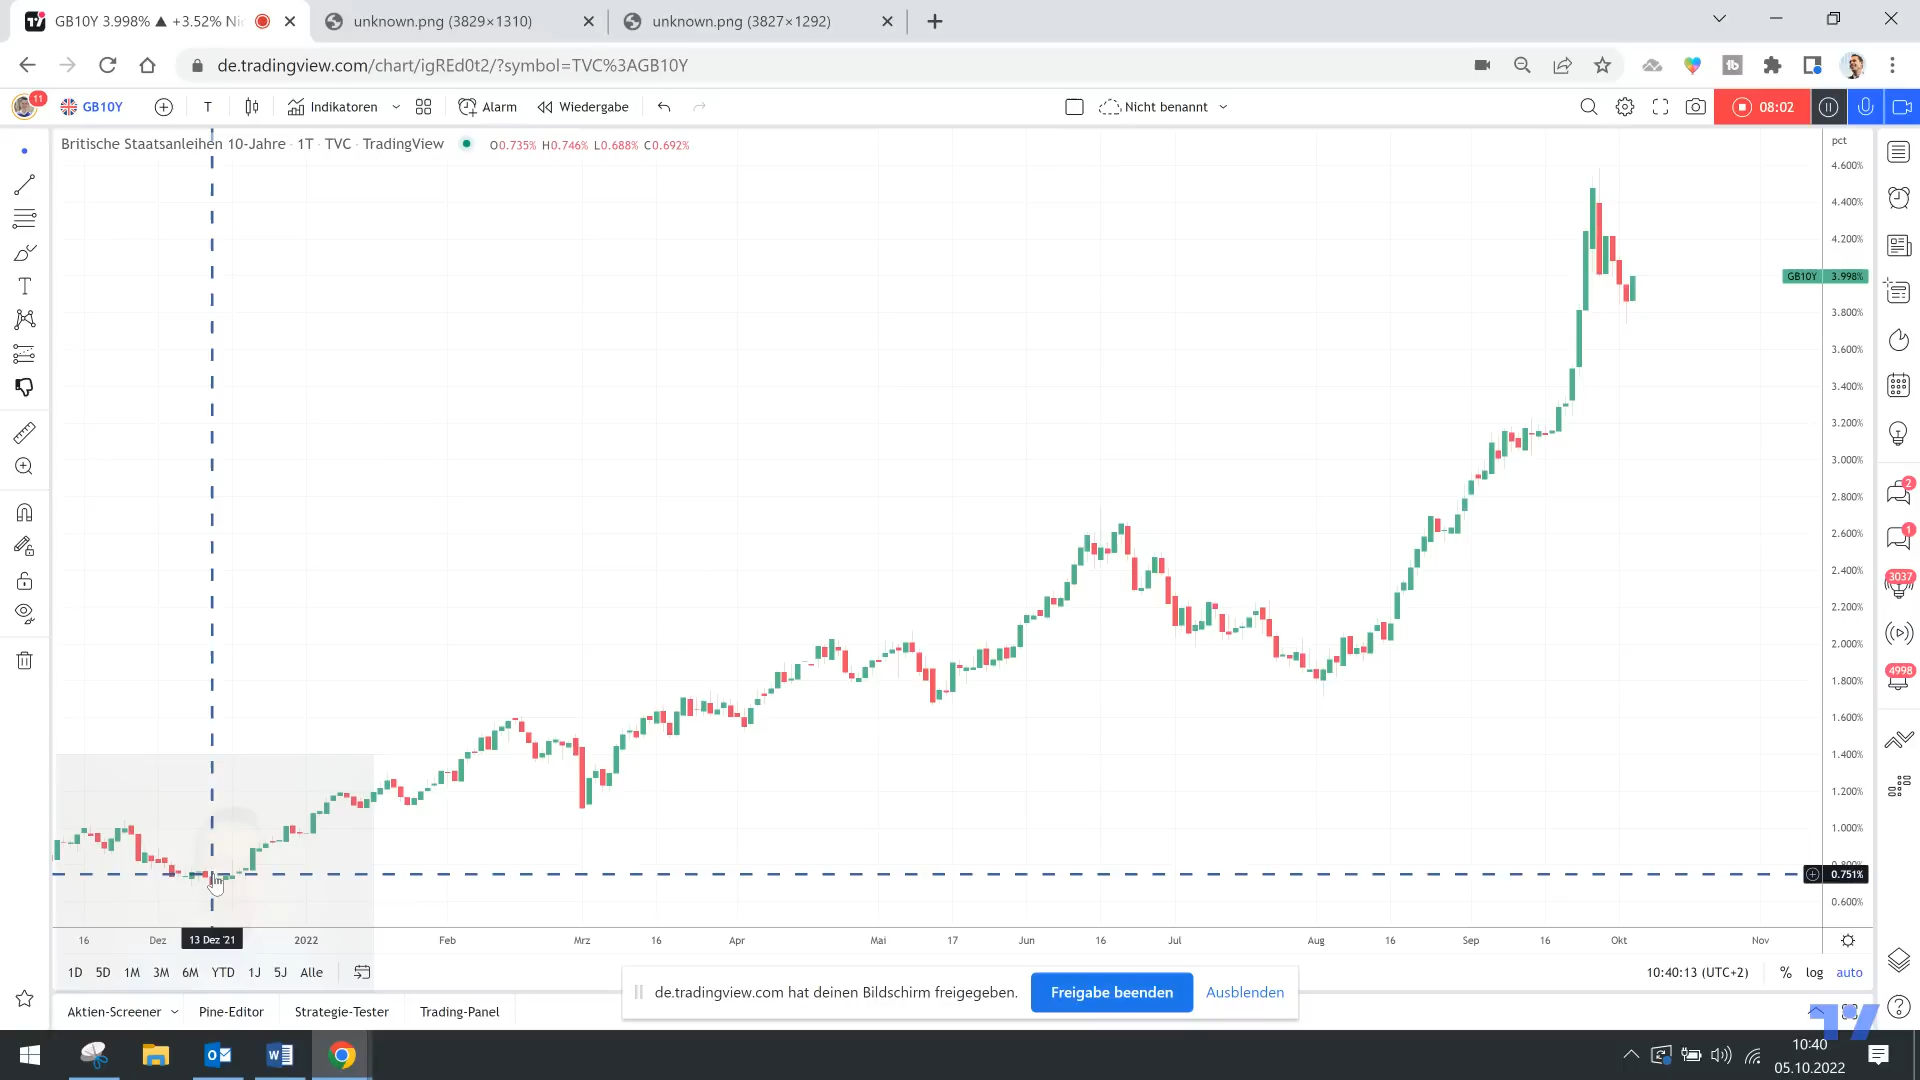 GB10Y 3.998% ▲ +3.52% Ni
unknown.png (3829×1310)
unknown.png (3827×1292)
de.tradingview.com/chart/igREd0t2/?symbol=TVC%3AGB10Y
11
GB10Y
T
Indikatoren
Alarm
Wiedergabe
Nicht benannt
08:02
Britische Staatsanleihen 10-Jahre · 1T · TVC · TradingView
O0.735% H0.746% L0.688% C0.692%
pct
4.600%
4.400%
4.200%
GB10Y 3.998%
3.800%
3.600%
3.400%
3.200%
3.000%
2.800%
2.600%
2.400%
2.200%
2.000%
1.800%
1.600%
1.400%
1.200%
1.000%
0.800%
0.751%
0.600%
2
1
3037
4998
16 Dez 13 Dez '21 2022 Feb Mrz 16 Apr Mai 17 Jun 16 Jul Aug 16 Sep 16 Okt Nov
1D 5D 1M 3M 6M YTD 1J 5J Alle
10:40:13 (UTC+2) % log auto
de.tradingview.com hat deinen Bildschirm freigegeben.
Freigabe beenden
Ausblenden
Aktien-Screener
Pine-Editor
Strategie-Tester
Trading-Panel
10:40
05.10.2022